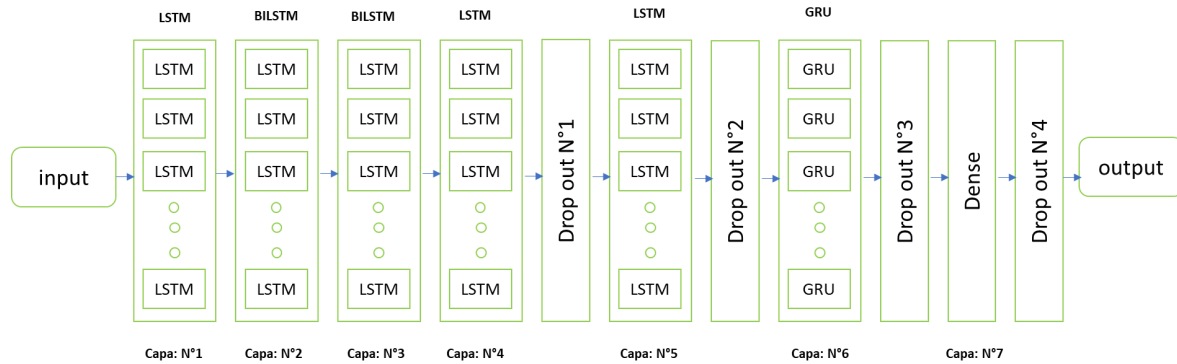 LSTM BILSTM BILSTM LSTM LSTM GRU
LSTM LSTM LSTM LSTM LSTM GRU
LSTM LSTM LSTM LSTM LSTM GRU
input LSTM LSTM LSTM LSTM Drop out N°1 LSTM Drop out N°2 GRU Drop out N°3 Dense Drop out N°4 output
LSTM LSTM LSTM LSTM LSTM GRU
Capa: N°1 Capa: N°2 Capa: N°3 Capa: N°4 Capa: N°5 Capa: N°6 Capa: N°7